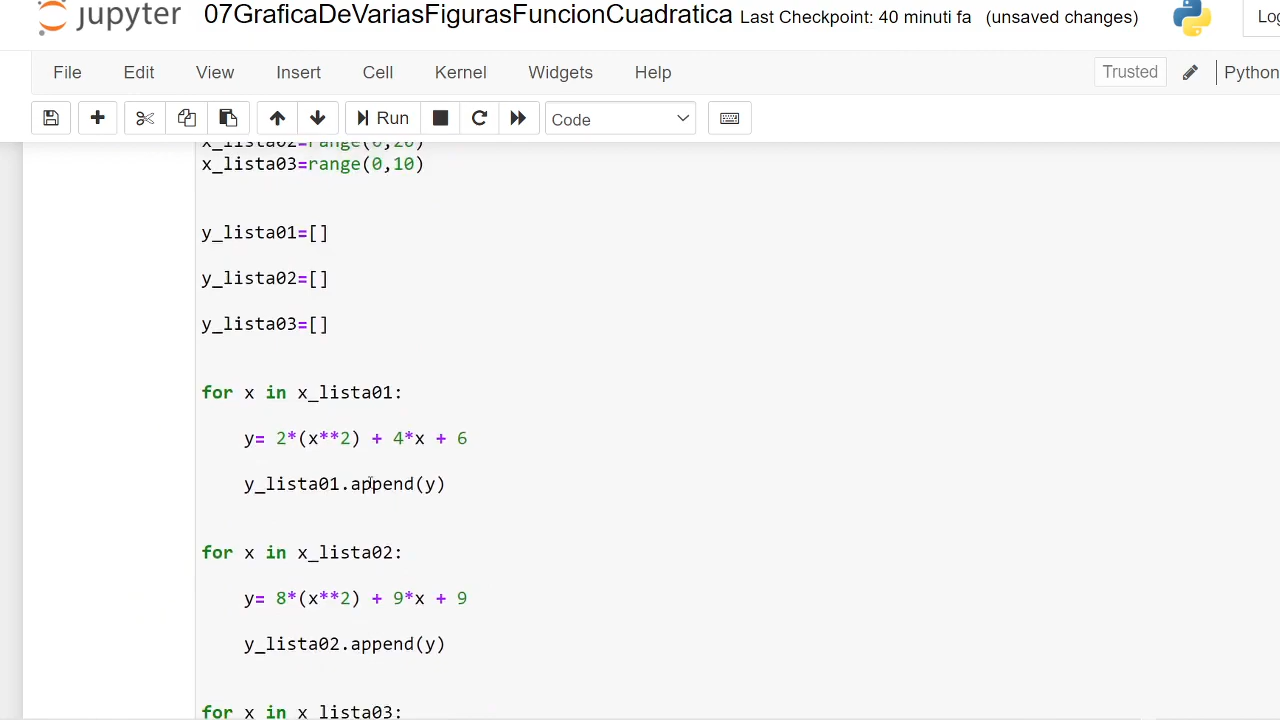 jupyter 07GraficaDeVariasFigurasFuncionCuadratica Last Checkpoint: 40 minuti fa (unsaved changes)
File Edit View Insert Cell Kernel Widgets Help Trusted Python
Run Code
x_lista02=range(0,20)
x_lista03=range(0,10)
y_lista01=[]
y_lista02=[]
y_lista03=[]
for x in x_lista01:
y= 2*(x**2) + 4*x + 6
y_lista01.append(y)
for x in x_lista02:
y= 8*(x**2) + 9*x + 9
y_lista02.append(y)
for x in x_lista03: